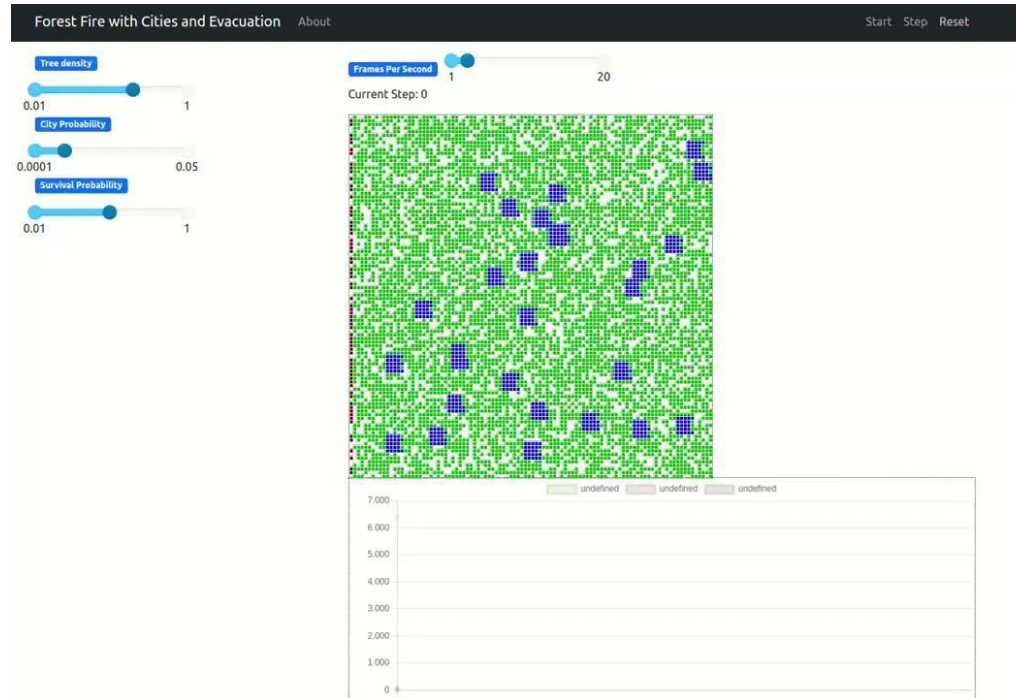 Forest Fire with Cities and Evacuation About Start Step Reset
Tree density
0.01 1
City Probability
0.0001 0.05
Survival Probability
0.01 1
Frames Per Second
1 20
Current Step: 0
undefined undefined undefined
7.000
6.000
5.000
4.000
3.000
2.000
1.000
0